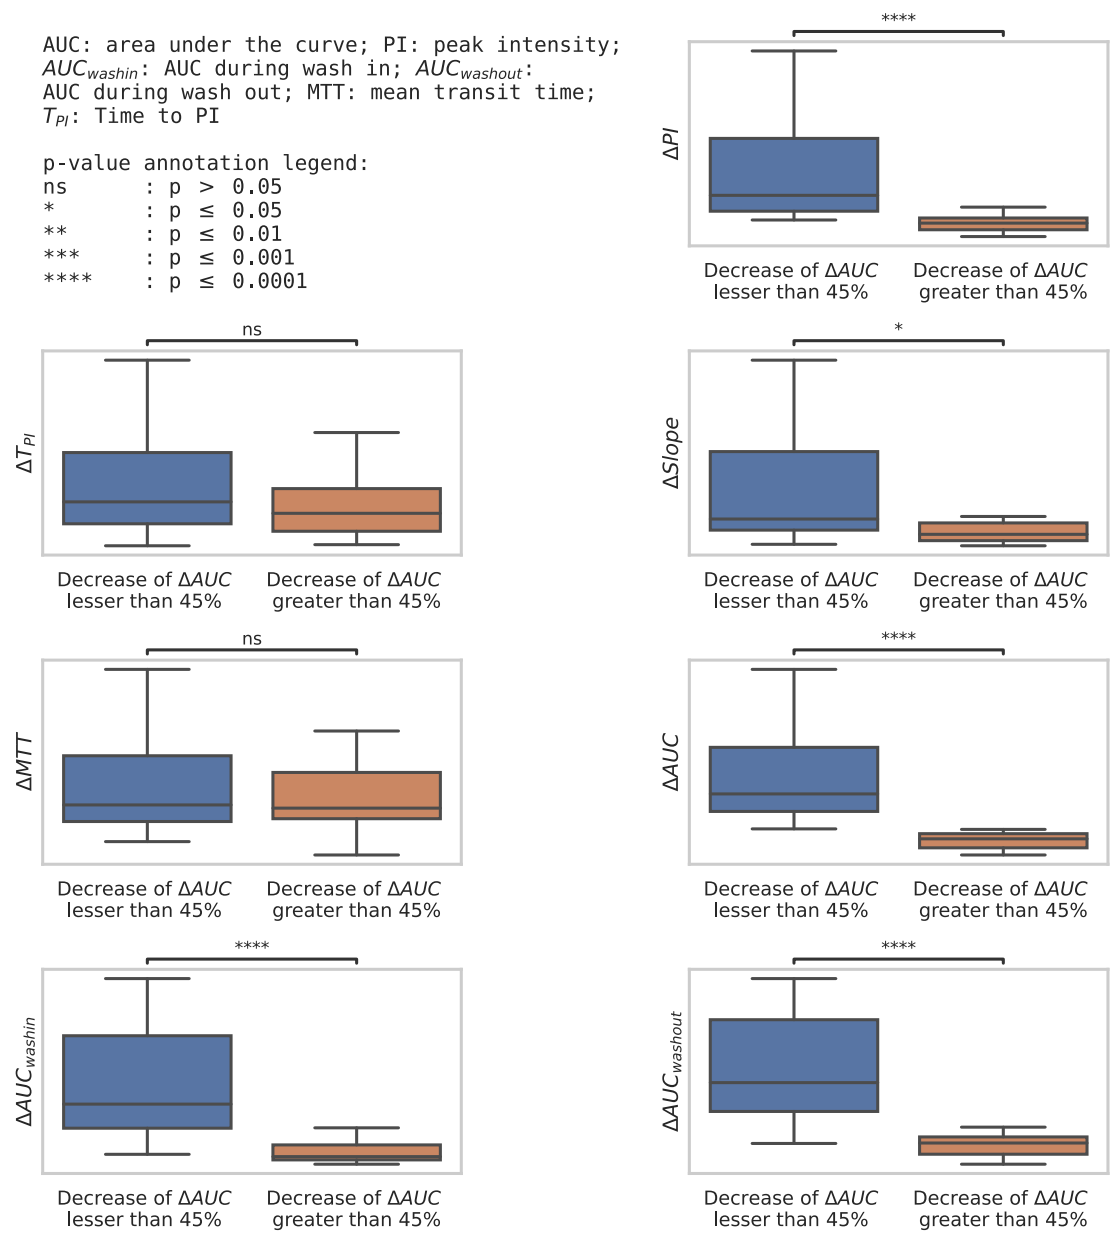 AUC: area under the curve; PI: peak intensity;
AUCwashin: AUC during wash in; AUCwashout:
AUC during wash out; MTT: mean transit time;
TPI: Time to PI
p-value annotation legend:
ns : p > 0.05
* : p ≤ 0.05
** : p ≤ 0.01
*** : p ≤ 0.001
**** : p ≤ 0.0001
****
ΔPI
Decrease of ΔAUC
lesser than 45%
Decrease of ΔAUC
greater than 45%
ns
ΔTPI
Decrease of ΔAUC
lesser than 45%
Decrease of ΔAUC
greater than 45%
*
ΔSlope
Decrease of ΔAUC
lesser than 45%
Decrease of ΔAUC
greater than 45%
ns
ΔMTT
Decrease of ΔAUC
lesser than 45%
Decrease of ΔAUC
greater than 45%
****
ΔAUC
Decrease of ΔAUC
lesser than 45%
Decrease of ΔAUC
greater than 45%
****
ΔAUCwashin
Decrease of ΔAUC
lesser than 45%
Decrease of ΔAUC
greater than 45%
****
ΔAUCwashout
Decrease of ΔAUC
lesser than 45%
Decrease of ΔAUC
greater than 45%